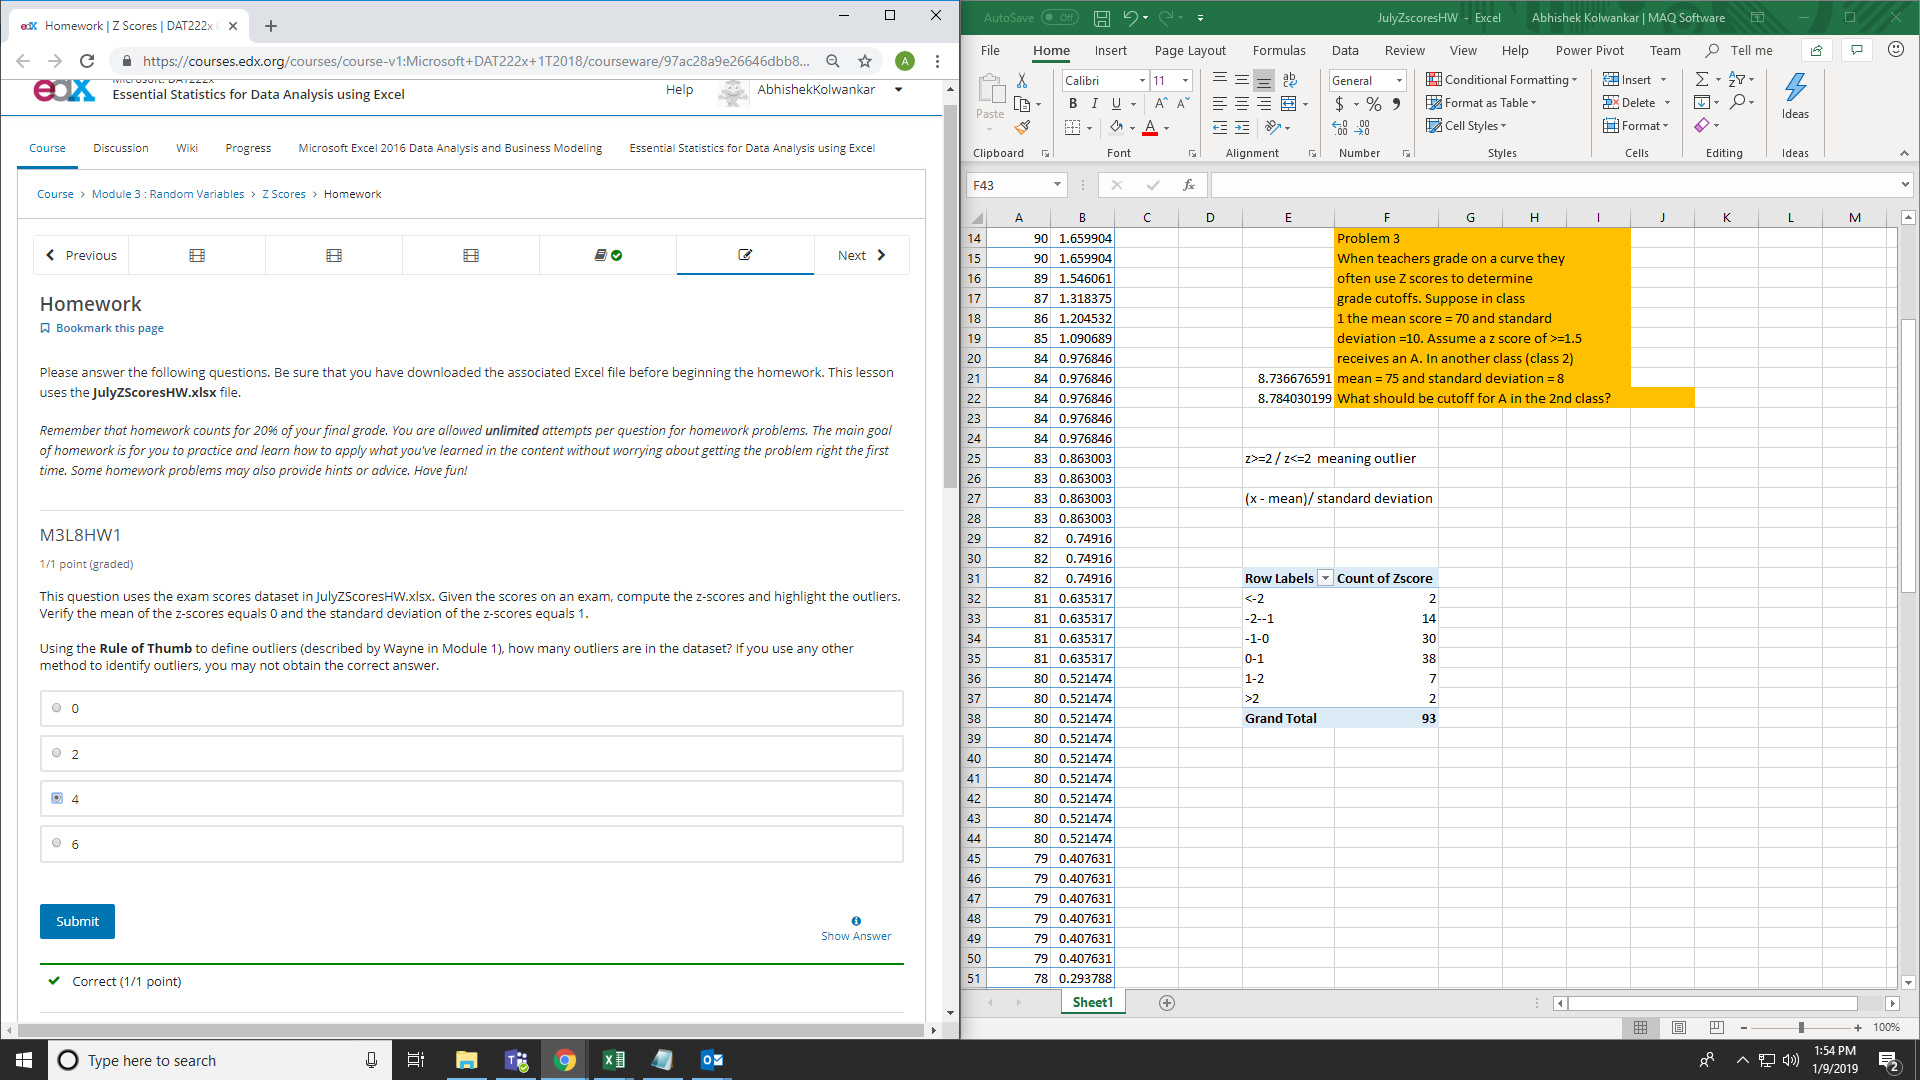 Homework | Z Scores | DAT222x
https://courses.edx.org/courses/course-v1:Microsoft+DAT222x+1T2018/courseware/97ac28a9e26646dbb8...
A
edX
Microsoft: DAT222x
Essential Statistics for Data Analysis using Excel
Help
AbhishekKolwankar
Course
Discussion
Wiki
Progress
Microsoft Excel 2016 Data Analysis and Business Modeling
Essential Statistics for Data Analysis using Excel
Course > Module 3 : Random Variables > Z Scores > Homework
Previous
Next
Homework
Bookmark this page
Please answer the following questions. Be sure that you have downloaded the associated Excel file before beginning the homework. This lesson
uses the JulyZScoresHW.xlsx file.
Remember that homework counts for 20% of your final grade. You are allowed unlimited attempts per question for homework problems. The main goal
of homework is for you to practice and learn how to apply what you've learned in the content without worrying about getting the problem right the first
time. Some homework problems may also provide hints or advice. Have fun!
M3L8HW1
1/1 point (graded)
This question uses the exam scores dataset in JulyZScoresHW.xlsx. Given the scores on an exam, compute the z-scores and highlight the outliers.
Verify the mean of the z-scores equals 0 and the standard deviation of the z-scores equals 1.
Using the Rule of Thumb to define outliers (described by Wayne in Module 1), how many outliers are in the dataset? If you use any other
method to identify outliers, you may not obtain the correct answer.
0
2
4
6
Submit
Show Answer
Correct (1/1 point)
AutoSave Off
JulyZscoresHW - Excel
Abhishek Kolwankar | MAQ Software
File Home Insert Page Layout Formulas Data Review View Help Power Pivot Team Tell me
Paste
Calibri 11
B I U
General
$ % ,
Conditional Formatting
Format as Table
Cell Styles
Insert
Delete
Format
Ideas
Clipboard Font Alignment Number Styles Cells Editing Ideas
F43
fx
A B C D E F G H I J K L M
14 90 1.659904 Problem 3
15 90 1.659904 When teachers grade on a curve they
16 89 1.546061 often use Z scores to determine
17 87 1.318375 grade cutoffs. Suppose in class
18 86 1.204532 1 the mean score = 70 and standard
19 85 1.090689 deviation =10. Assume a z score of >=1.5
20 84 0.976846 receives an A. In another class (class 2)
21 84 0.976846 8.736676591 mean = 75 and standard deviation = 8
22 84 0.976846 8.784030199 What should be cutoff for A in the 2nd class?
23 84 0.976846
24 84 0.976846
25 83 0.863003 z>=2 / z<=2 meaning outlier
26 83 0.863003
27 83 0.863003 (x - mean)/ standard deviation
28 83 0.863003
29 82 0.74916
30 82 0.74916
31 82 0.74916 Row Labels Count of Zscore
32 81 0.635317 <-2 2
33 81 0.635317 -2--1 14
34 81 0.635317 -1-0 30
35 81 0.635317 0-1 38
36 80 0.521474 1-2 7
37 80 0.521474 >2 2
38 80 0.521474 Grand Total 93
39 80 0.521474
40 80 0.521474
41 80 0.521474
42 80 0.521474
43 80 0.521474
44 80 0.521474
45 79 0.407631
46 79 0.407631
47 79 0.407631
48 79 0.407631
49 79 0.407631
50 79 0.407631
51 78 0.293788
Sheet1
100%
Type here to search
1:54 PM
1/9/2019
2